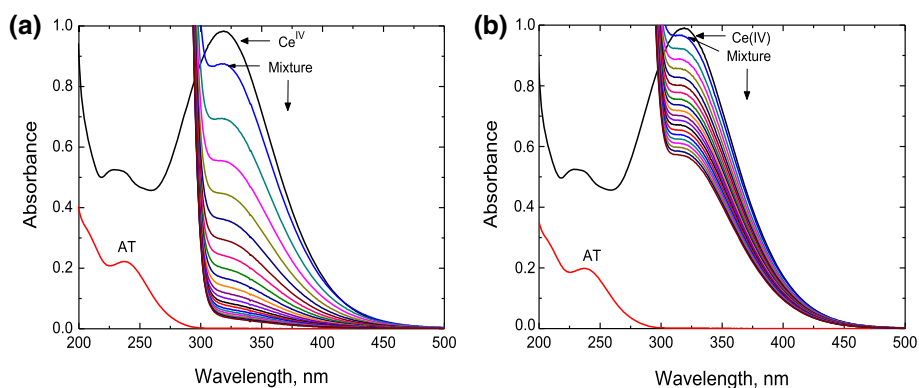 (a)
Absorbance
1.0
0.8
0.6
0.4
0.2
0.0
Ce^IV
Mixture
AT
200 250 300 350 400 450 500
Wavelength, nm
(b)
Absorbance
1.0
0.8
0.6
0.4
0.2
0.0
Ce(IV)
Mixture
AT
200 250 300 350 400 450 500
Wavelength, nm